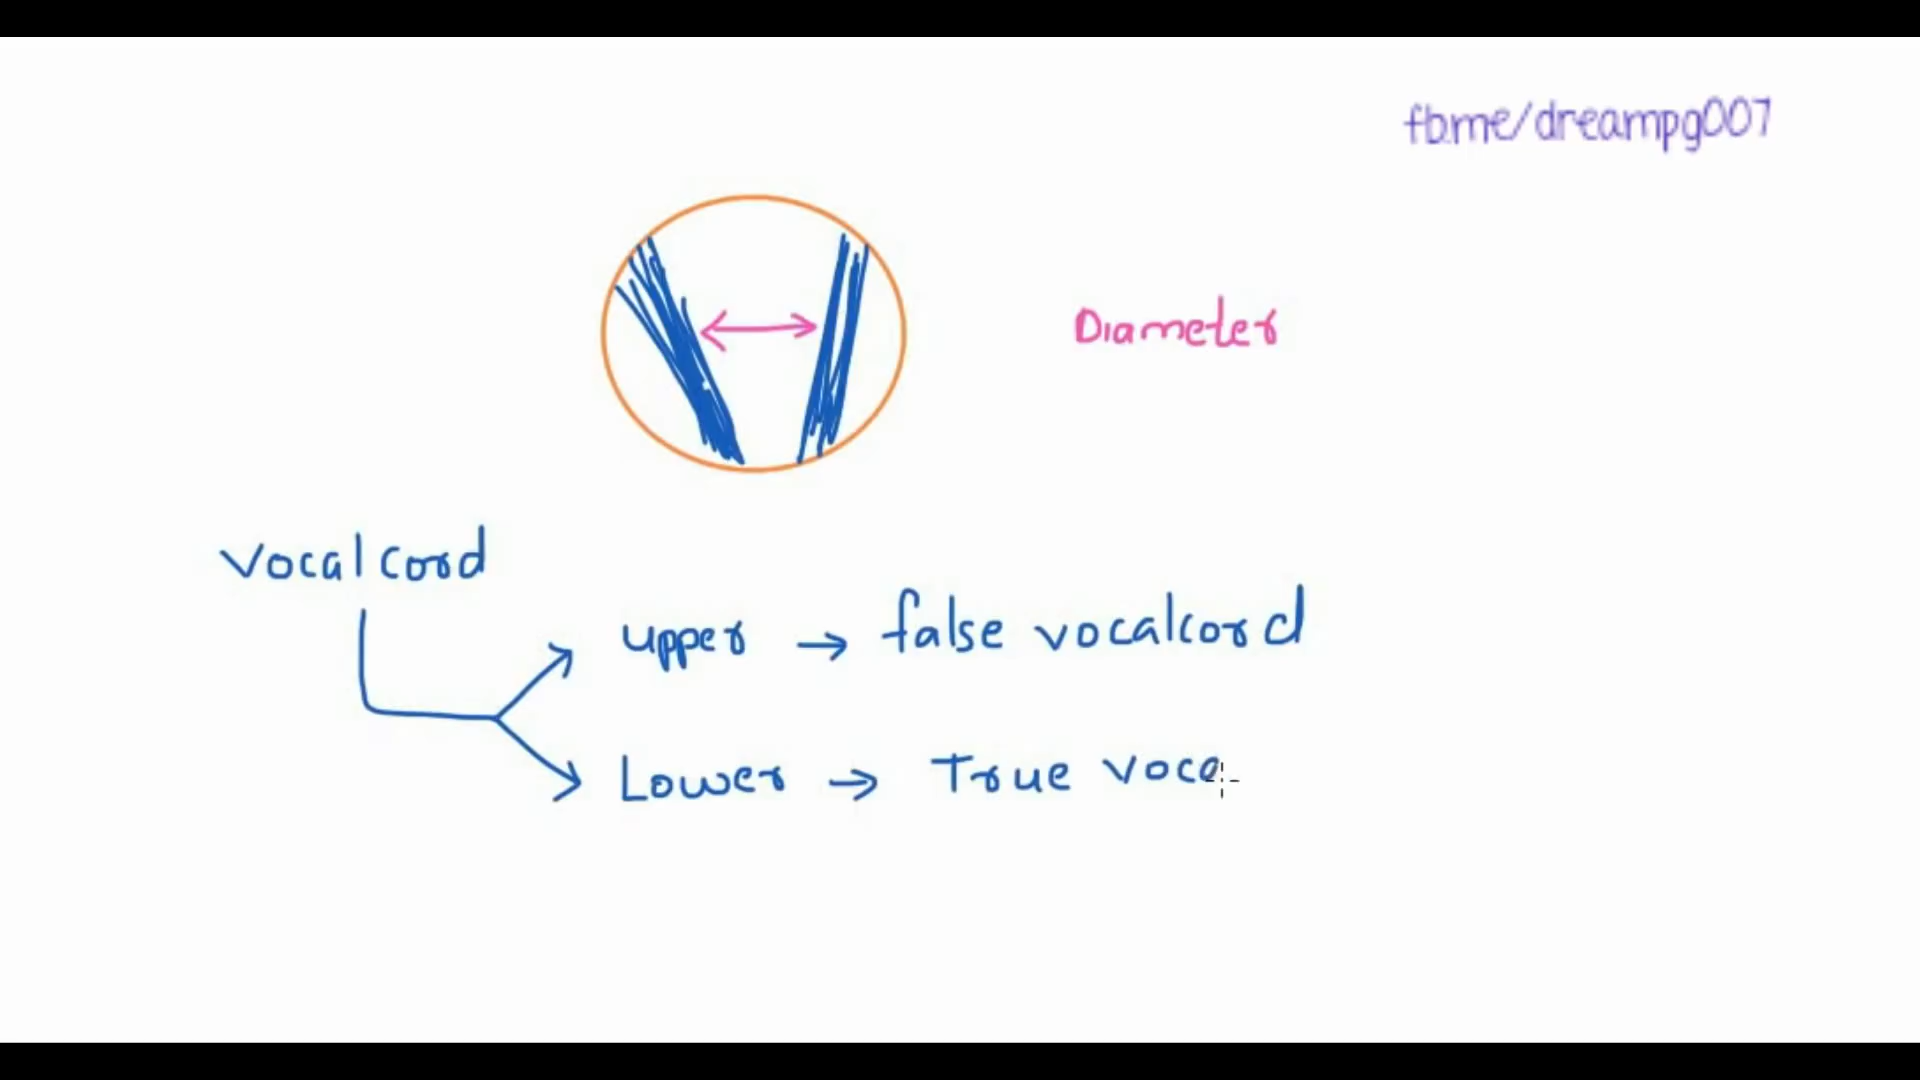 fb.me/dreampg007
Diameter
vocal cord
upper → false vocalcord
Lower → True voca